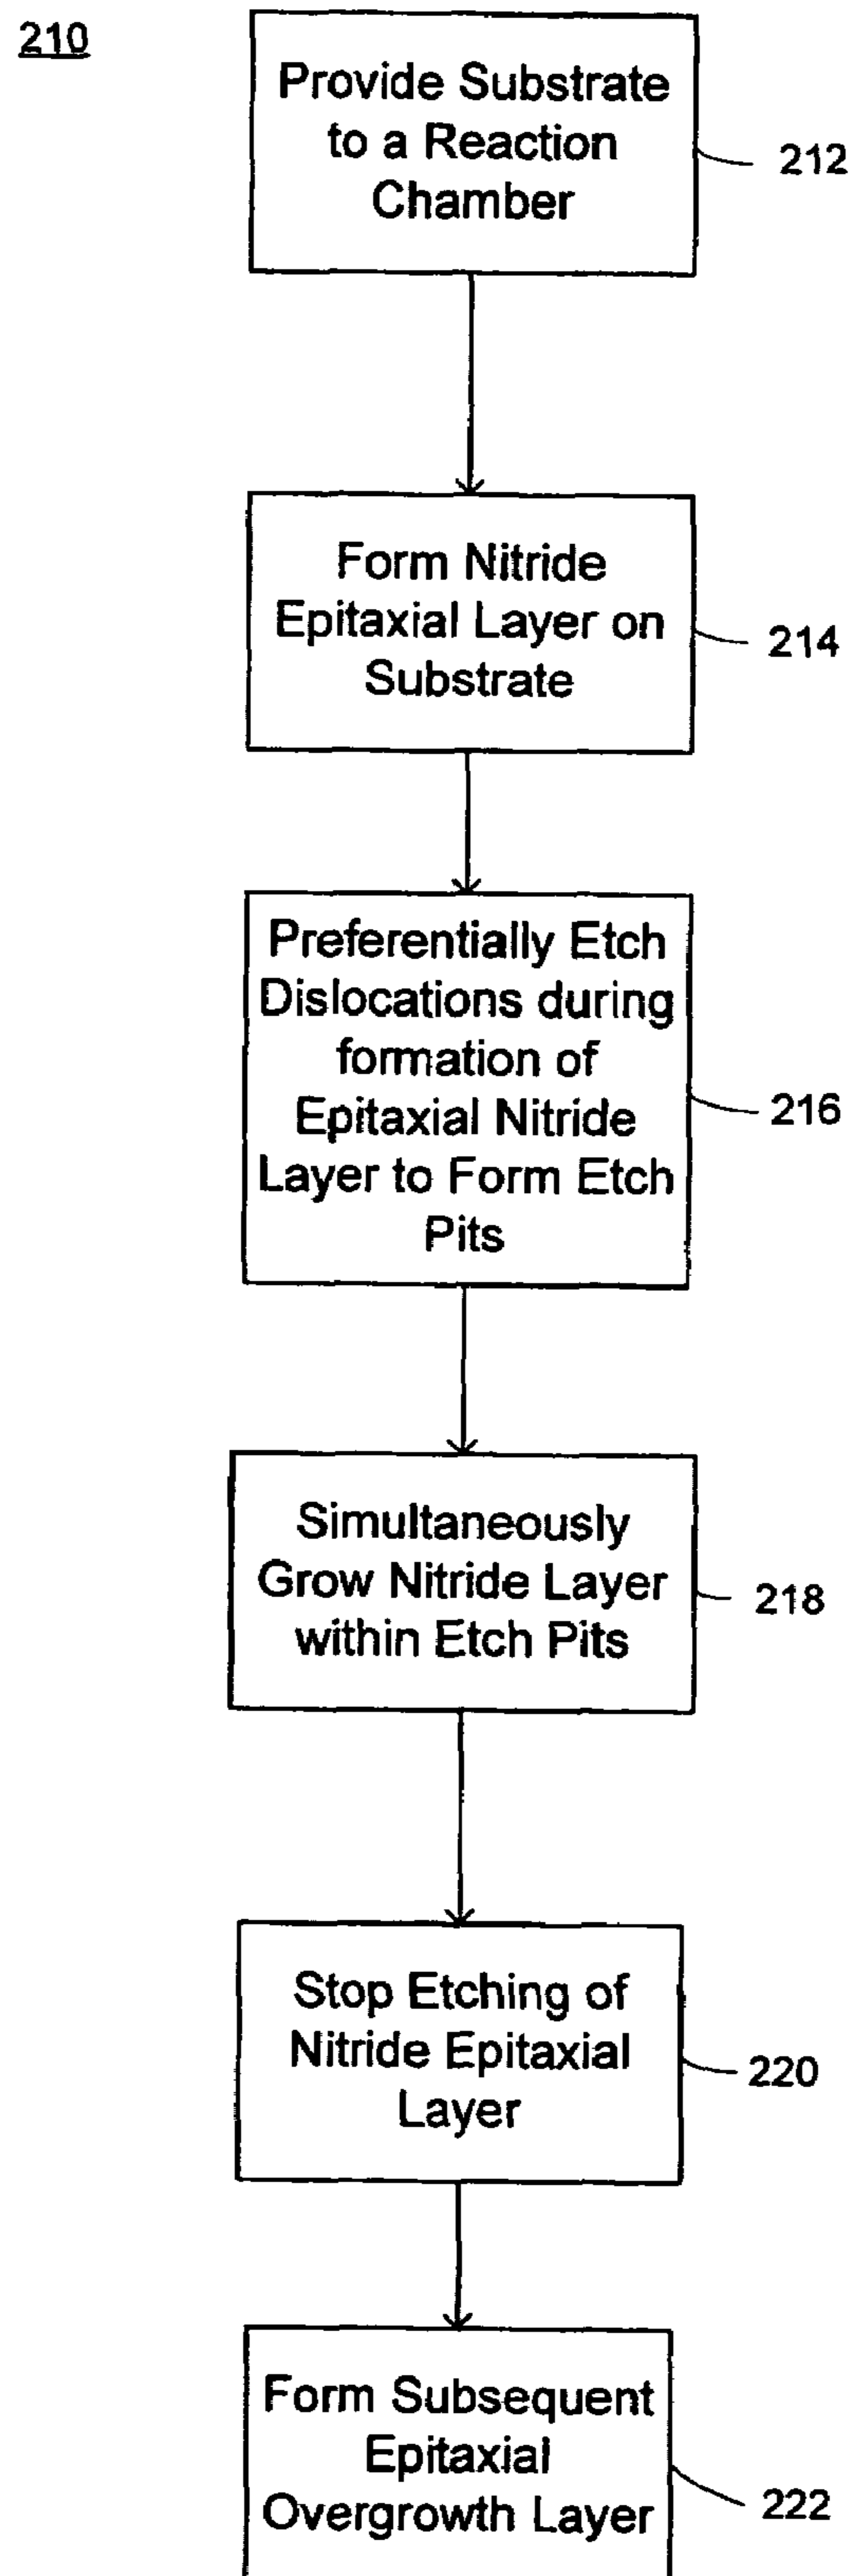 210
Provide Substrate
to a Reaction
Chamber
212
Form Nitride
Epitaxial Layer on
Substrate
214
Preferentially Etch
Dislocations during
formation of
Epitaxial Nitride
Layer to Form Etch
Pits
216
Simultaneously
Grow Nitride Layer
within Etch Pits
218
Stop Etching of
Nitride Epitaxial
Layer
220
Form Subsequent
Epitaxial
Overgrowth Layer
222